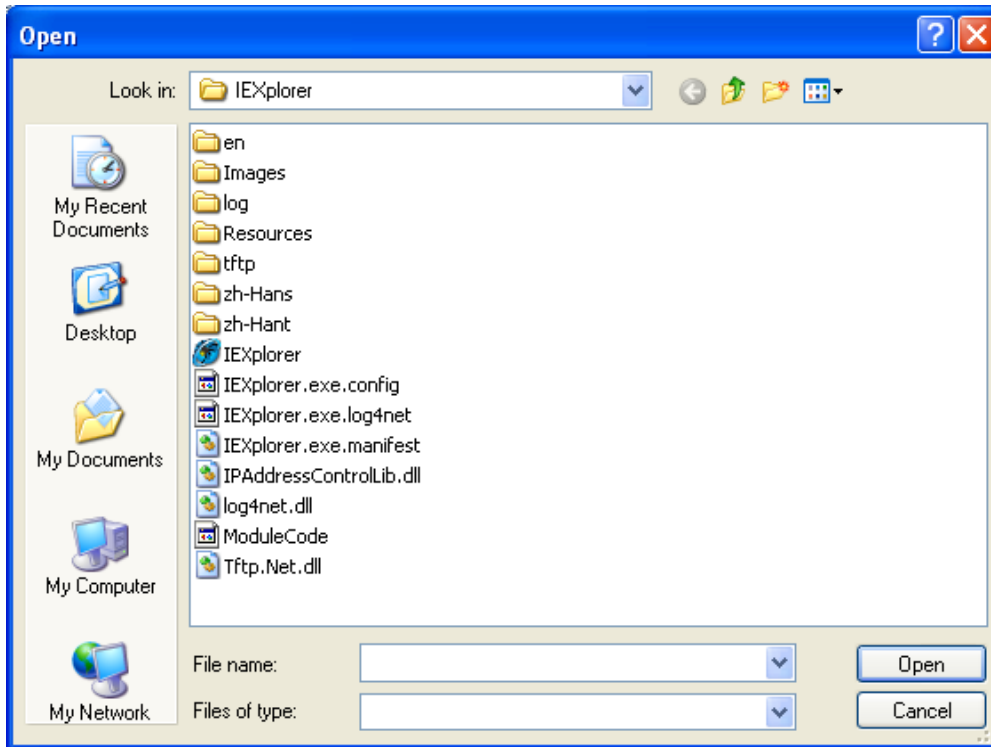 Open
Look in:
IEXplorer
My Recent
Documents
Desktop
My Documents
My Computer
My Network
en
Images
log
Resources
tftp
zh-Hans
zh-Hant
IEXplorer
IEXplorer.exe.config
IEXplorer.exe.log4net
IEXplorer.exe.manifest
IPAddressControlLib.dll
log4net.dll
ModuleCode
Tftp.Net.dll
File name:
Open
Files of type:
Cancel